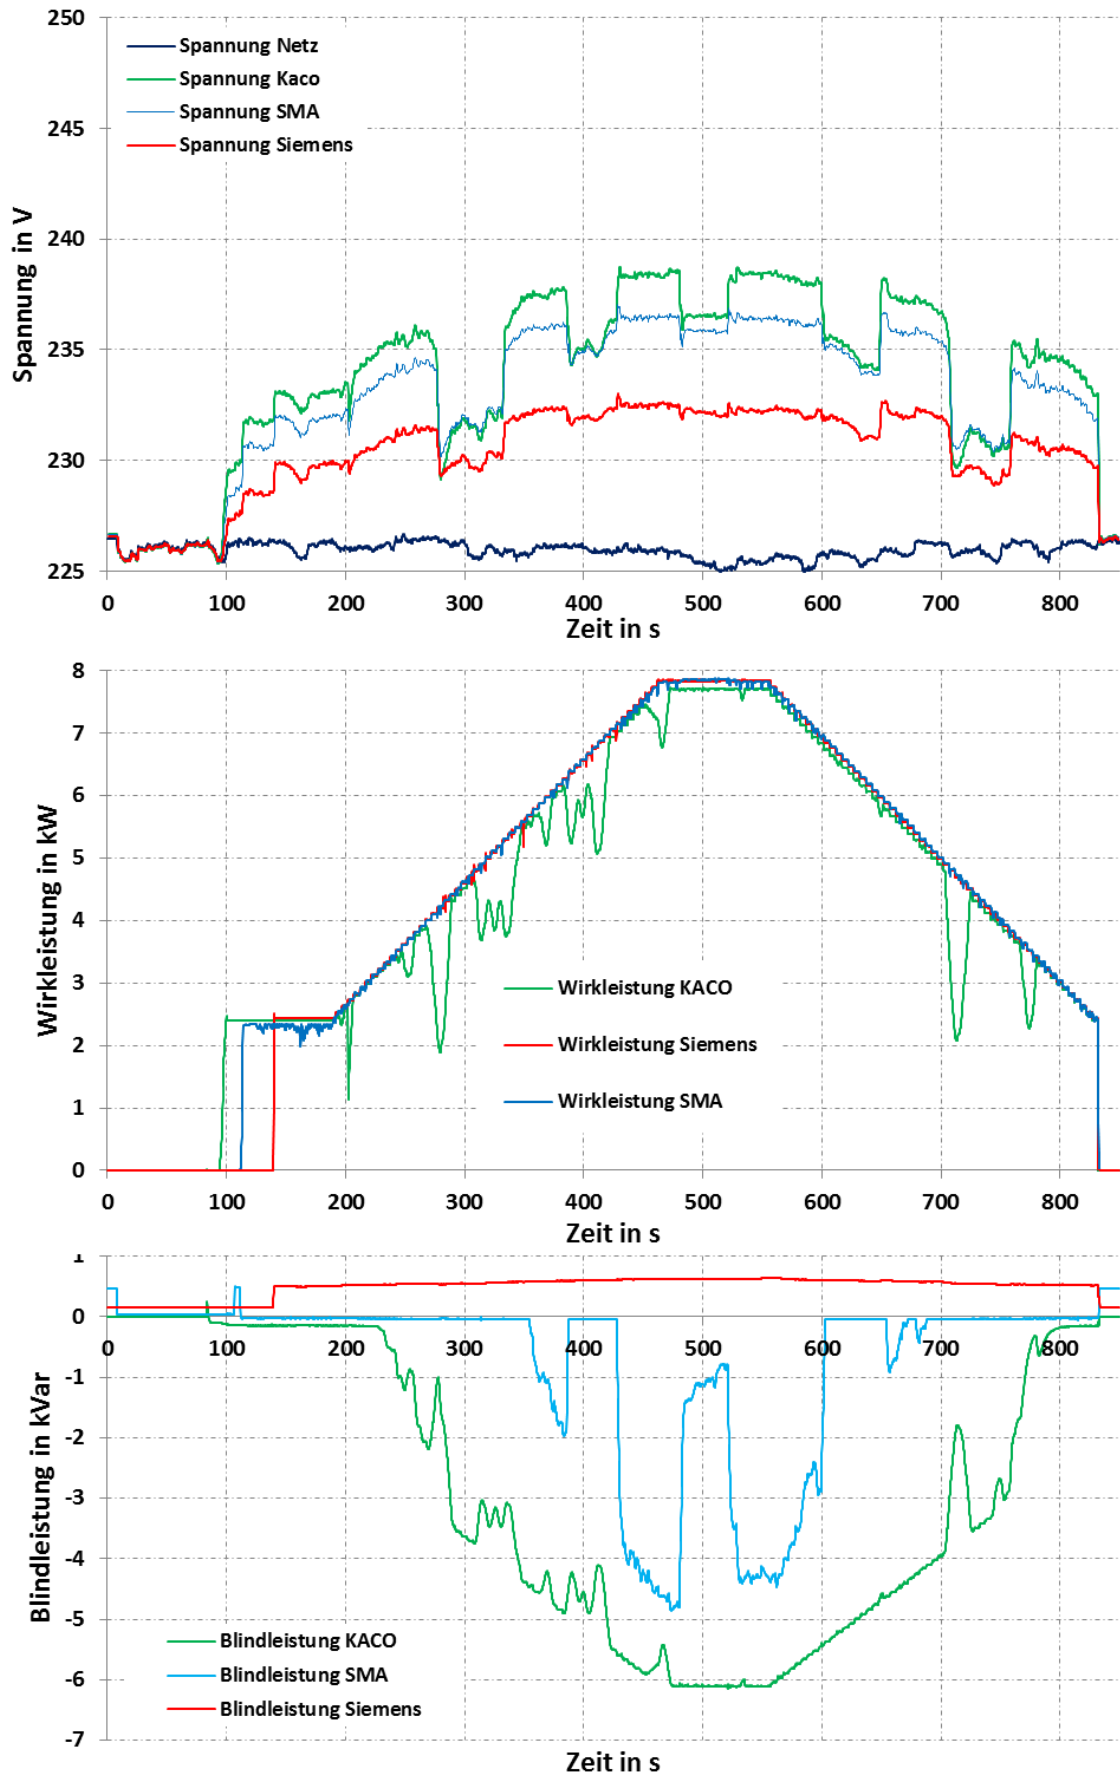 250
245
240
235
230
225
Spannung in V
Spannung Netz
Spannung Kaco
Spannung SMA
Spannung Siemens
0 100 200 300 400 500 600 700 800
Zeit in s
8
7
6
5
4
3
2
1
0
Wirkleistung in kW
Wirkleistung KACO
Wirkleistung Siemens
Wirkleistung SMA
0 100 200 300 400 500 600 700 800
Zeit in s
1
0
-1
-2
-3
-4
-5
-6
-7
Blindleistung in kVar
0 100 200 300 400 500 600 700 800
Blindleistung KACO
Blindleistung SMA
Blindleistung Siemens
Zeit in s